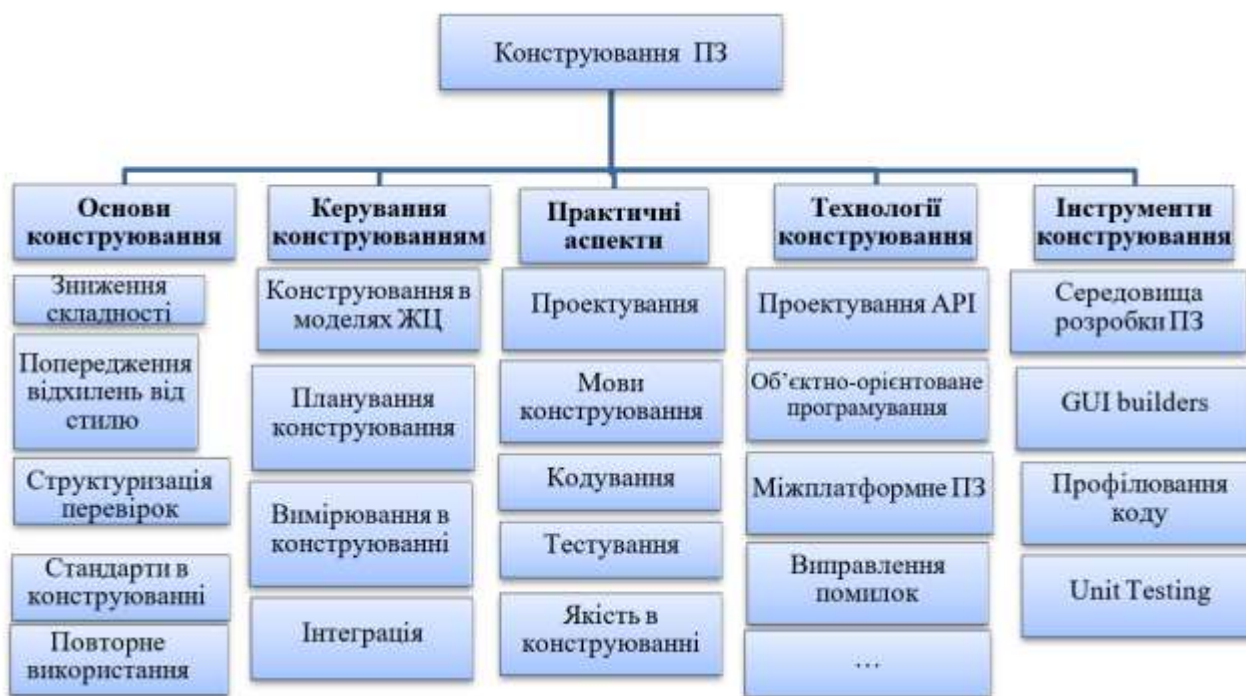 Конструювання ПЗ
Основи
конструювання
Зниження
складності
Попередження
відхилень від
стилю
Структуризація
перевірок
Стандарти в
конструюванні
Повторне
використання
Керування
конструюванням
Конструювання в
моделях ЖЦ
Планування
конструювання
Вимірювання в
конструюванні
Інтеграція
Практичні
аспекти
Проектування
Мови
конструювання
Кодування
Тестування
Якість в
конструюванні
Технології
конструювання
Проектування API
Об’єктно-орієнтоване
програмування
Міжплатформне ПЗ
Виправлення
помилок
…
Інструменти
конструювання
Середовища
розробки ПЗ
GUI builders
Профілювання
коду
Unit Testing